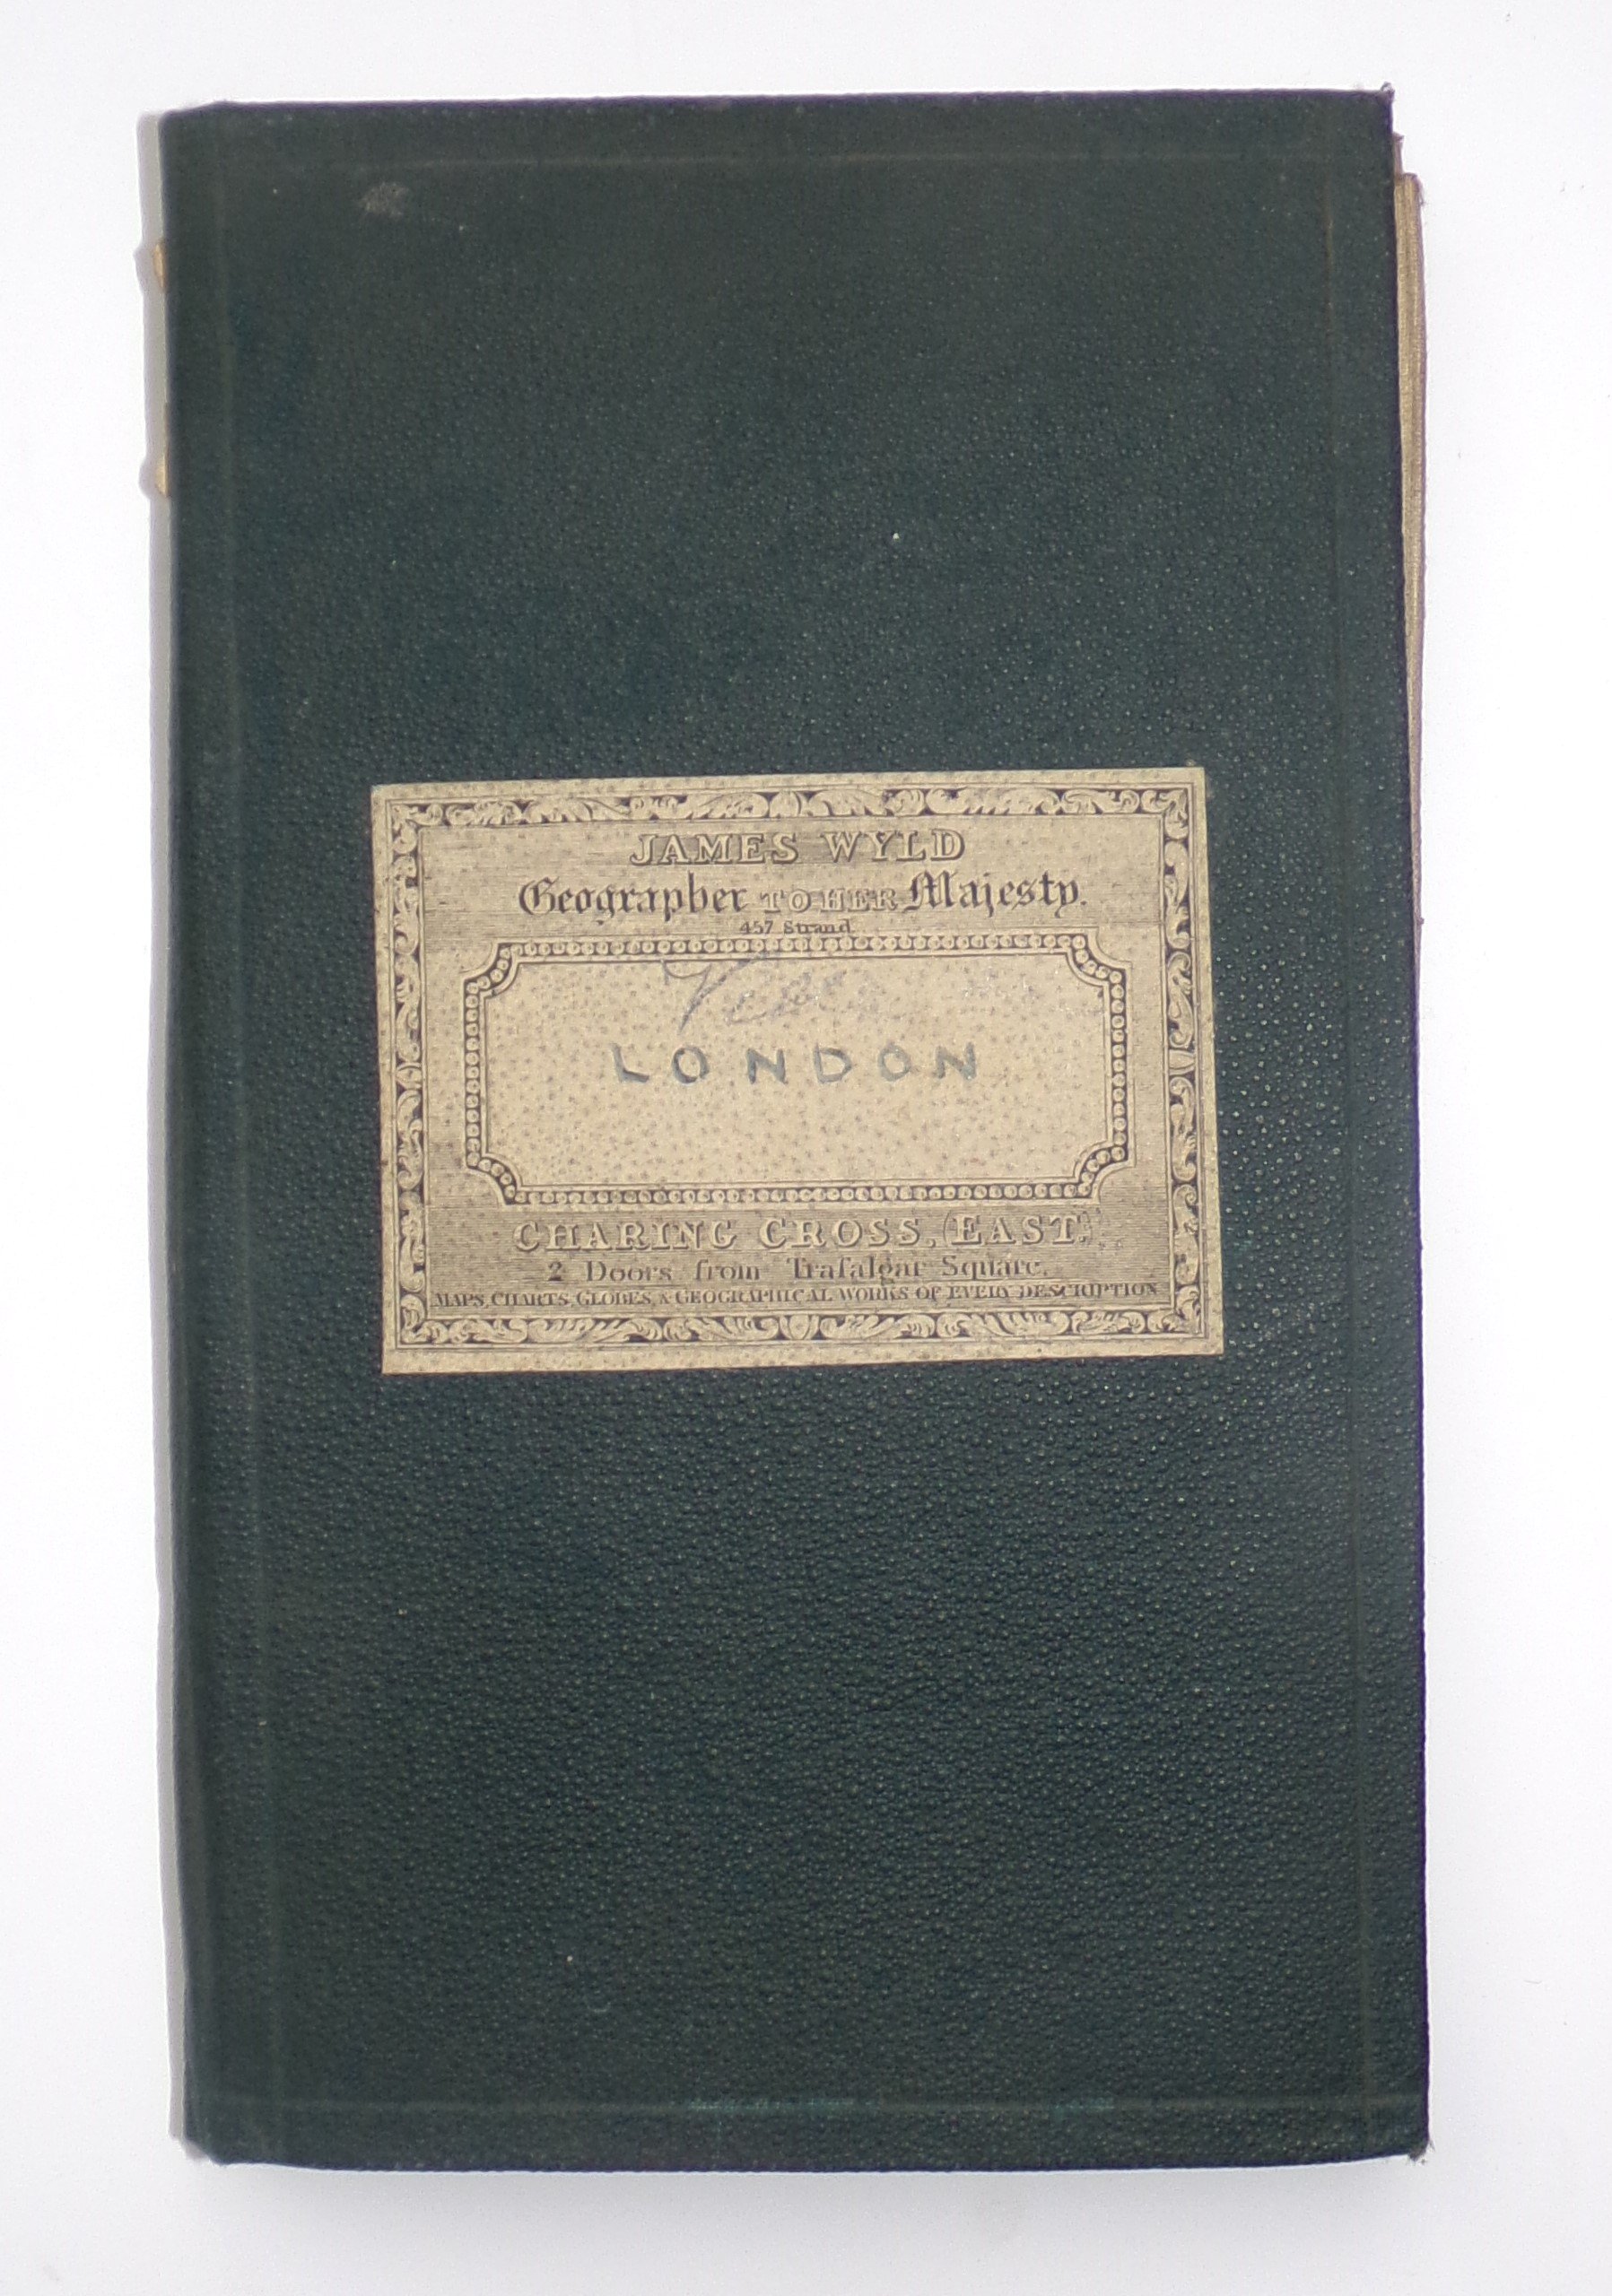 JAMES WYLD
Geographer TO HER Majesty.
457 Strand
LONDON
CHARING CROSS, (EAST.)
2 Doors from Trafalgar Square.
MAPS, CHARTS, GLOBES, & GEOGRAPHICAL WORKS OF EVERY DESCRIPTION